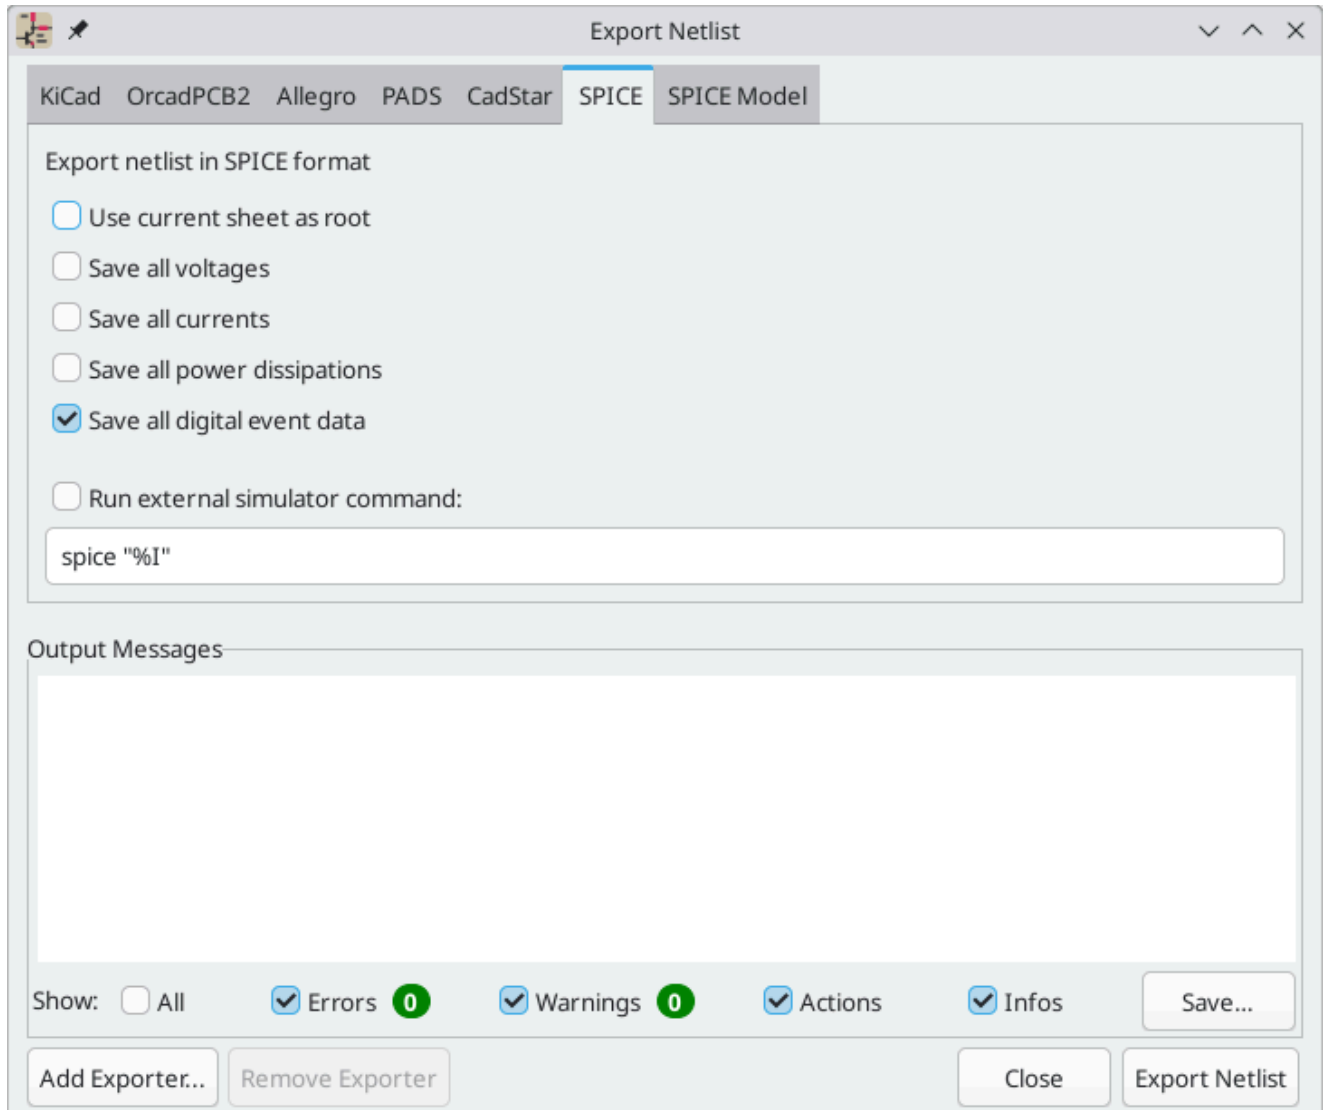 Export Netlist
KiCad OrcadPCB2 Allegro PADS CadStar SPICE SPICE Model
Export netlist in SPICE format
Use current sheet as root
Save all voltages
Save all currents
Save all power dissipations
Save all digital event data
Run external simulator command:
spice "%I"
Output Messages
Show: All Errors 0 Warnings 0 Actions Infos Save...
Add Exporter... Remove Exporter Close Export Netlist